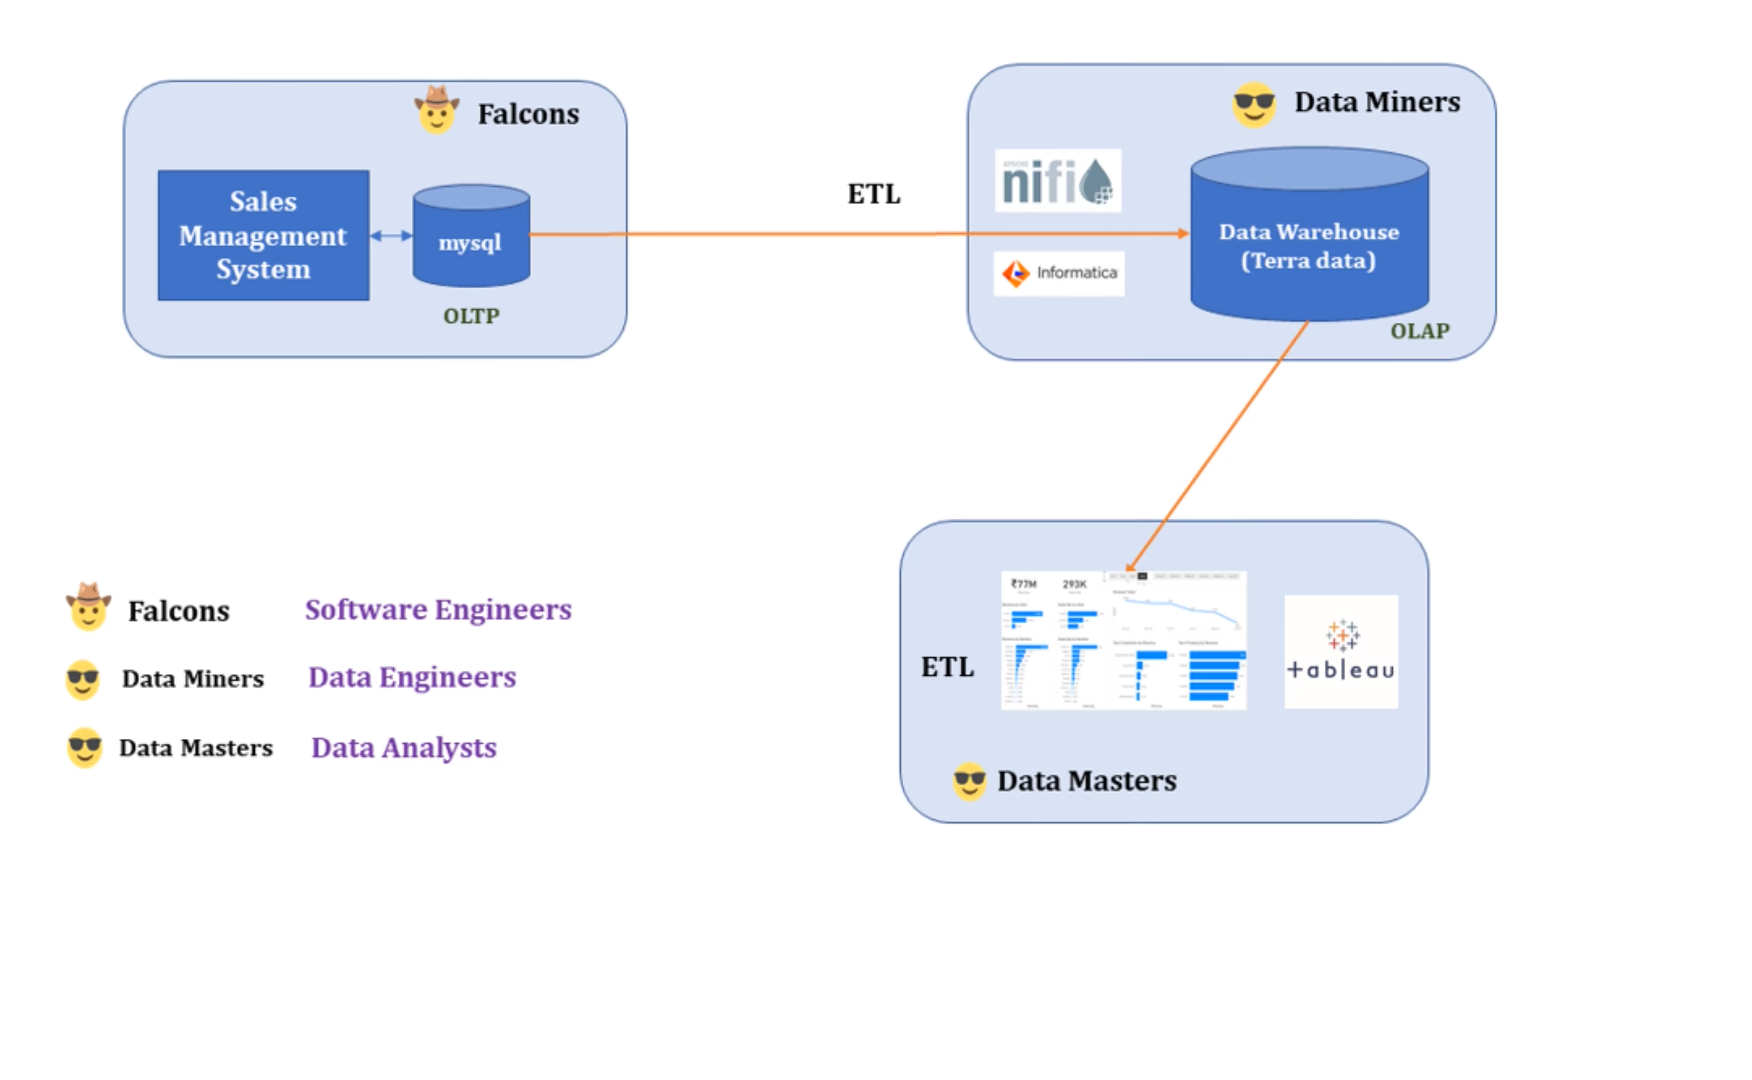 Falcons
Sales
Management
System
mysql
OLTP
ETL
Data Miners
APACHE
nifi
Informatica
Data Warehouse
(Terra data)
OLAP
Falcons Software Engineers
Data Miners Data Engineers
Data Masters Data Analysts
ETL
₹77M 293K
+ableau
Data Masters